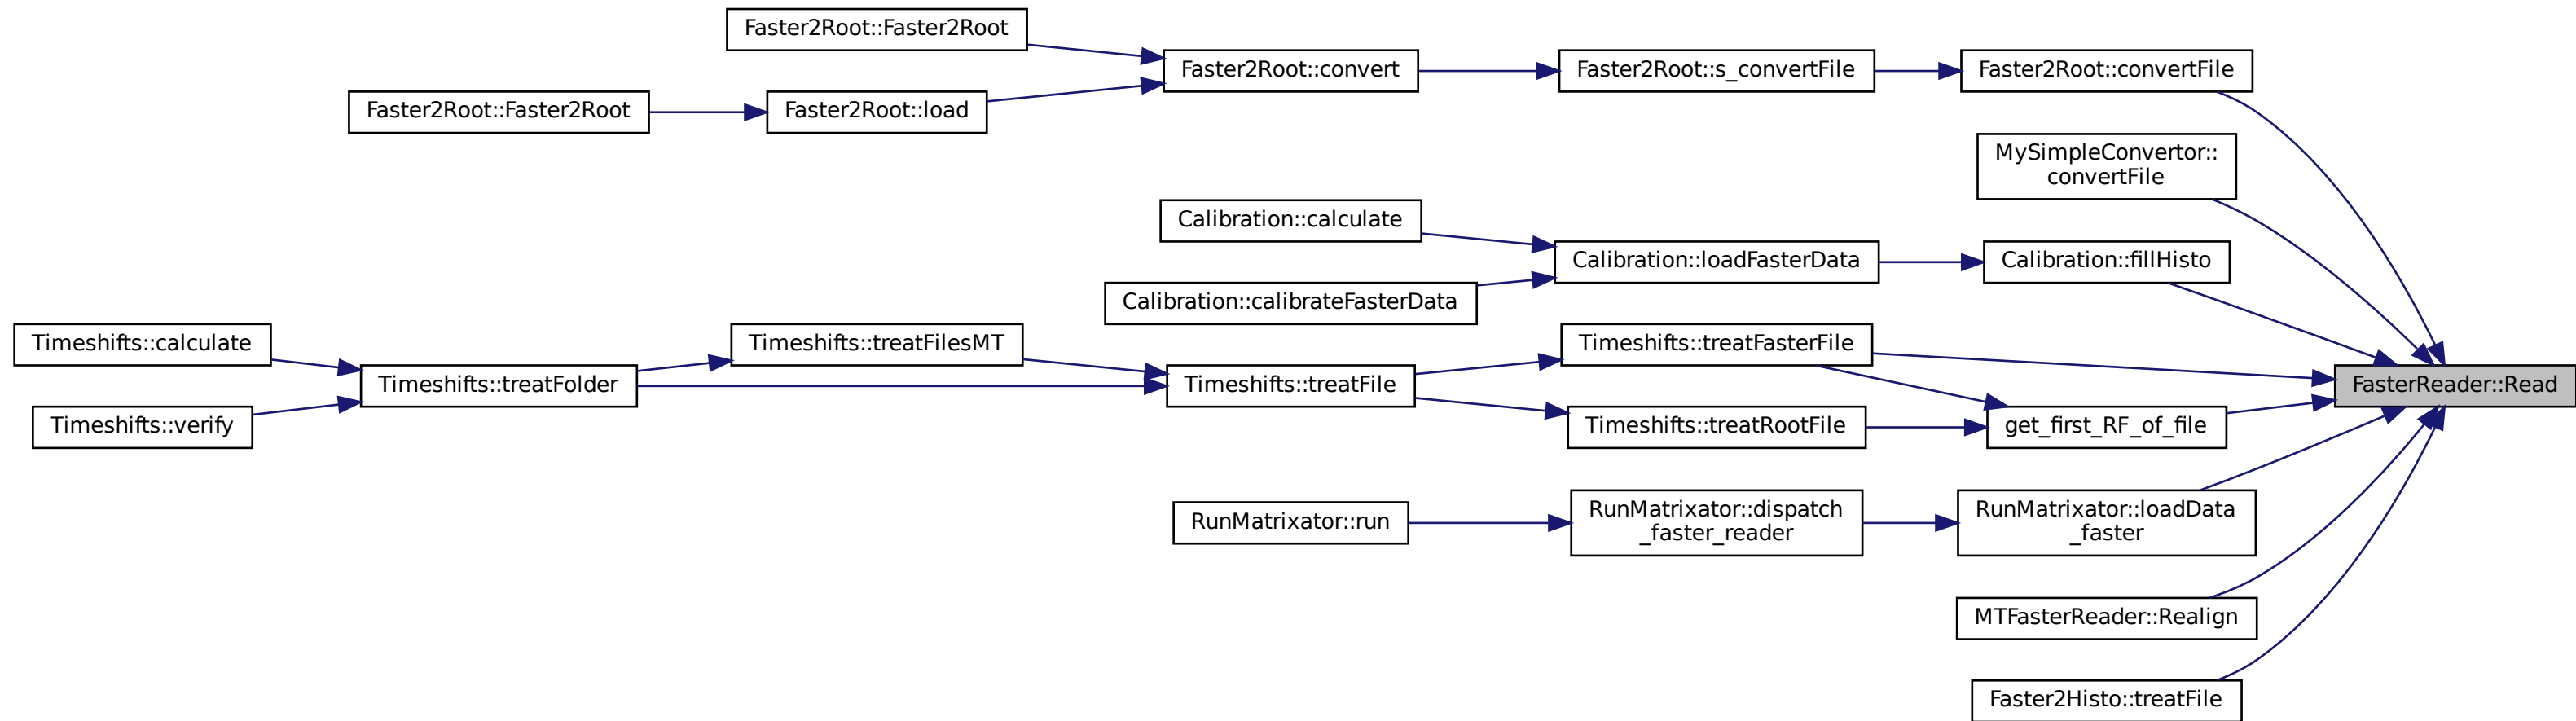 Faster2Root::Faster2Root
Faster2Root::convert
Faster2Root::s_convertFile
Faster2Root::convertFile
Faster2Root::Faster2Root
Faster2Root::load
MySimpleConvertor::
convertFile
Calibration::calculate
Calibration::loadFasterData
Calibration::fillHisto
Calibration::calibrateFasterData
Timeshifts::calculate
Timeshifts::treatFilesMT
Timeshifts::treatFasterFile
Timeshifts::treatFolder
Timeshifts::treatFile
FasterReader::Read
Timeshifts::verify
Timeshifts::treatRootFile
get_first_RF_of_file
RunMatrixator::run
RunMatrixator::dispatch
_faster_reader
RunMatrixator::loadData
_faster
MTFasterReader::Realign
Faster2Histo::treatFile